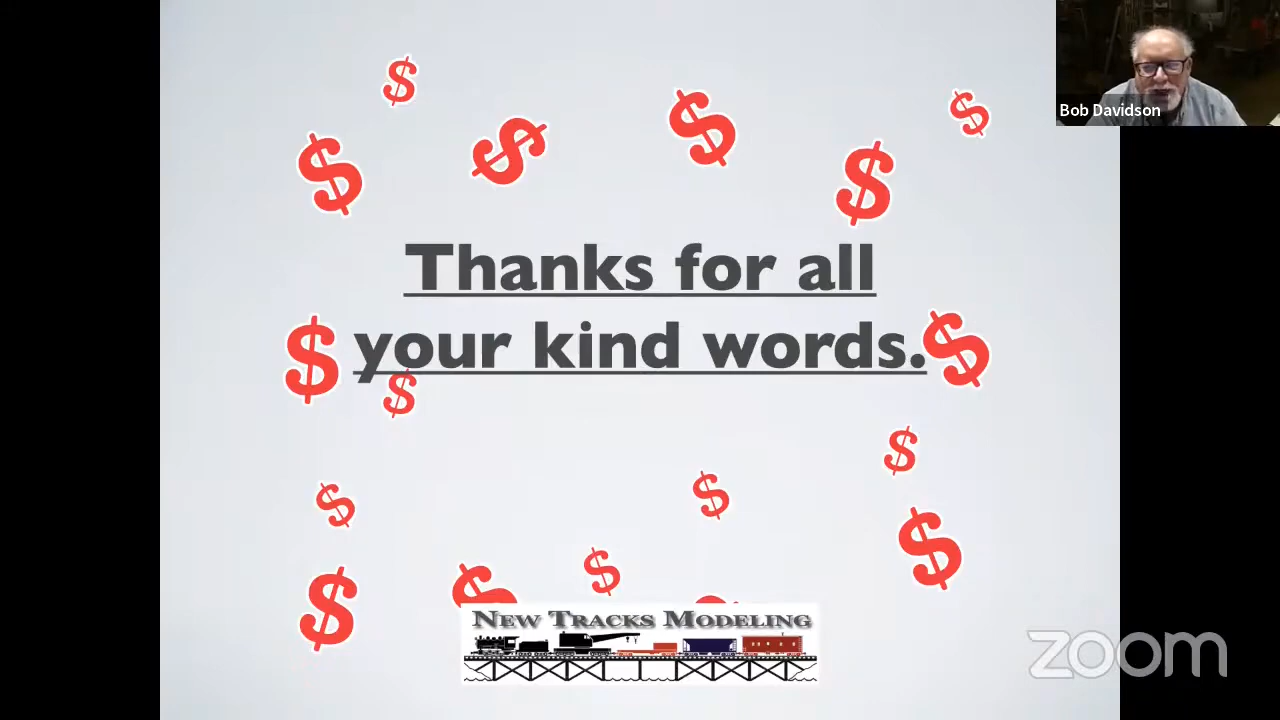 $ $ $ $ $
$ $
Bob Davidson
Thanks for all
your kind words.
$ $
$
$
$ $
$
$
$ $
$
NEW TRACKS MODELING
zoom